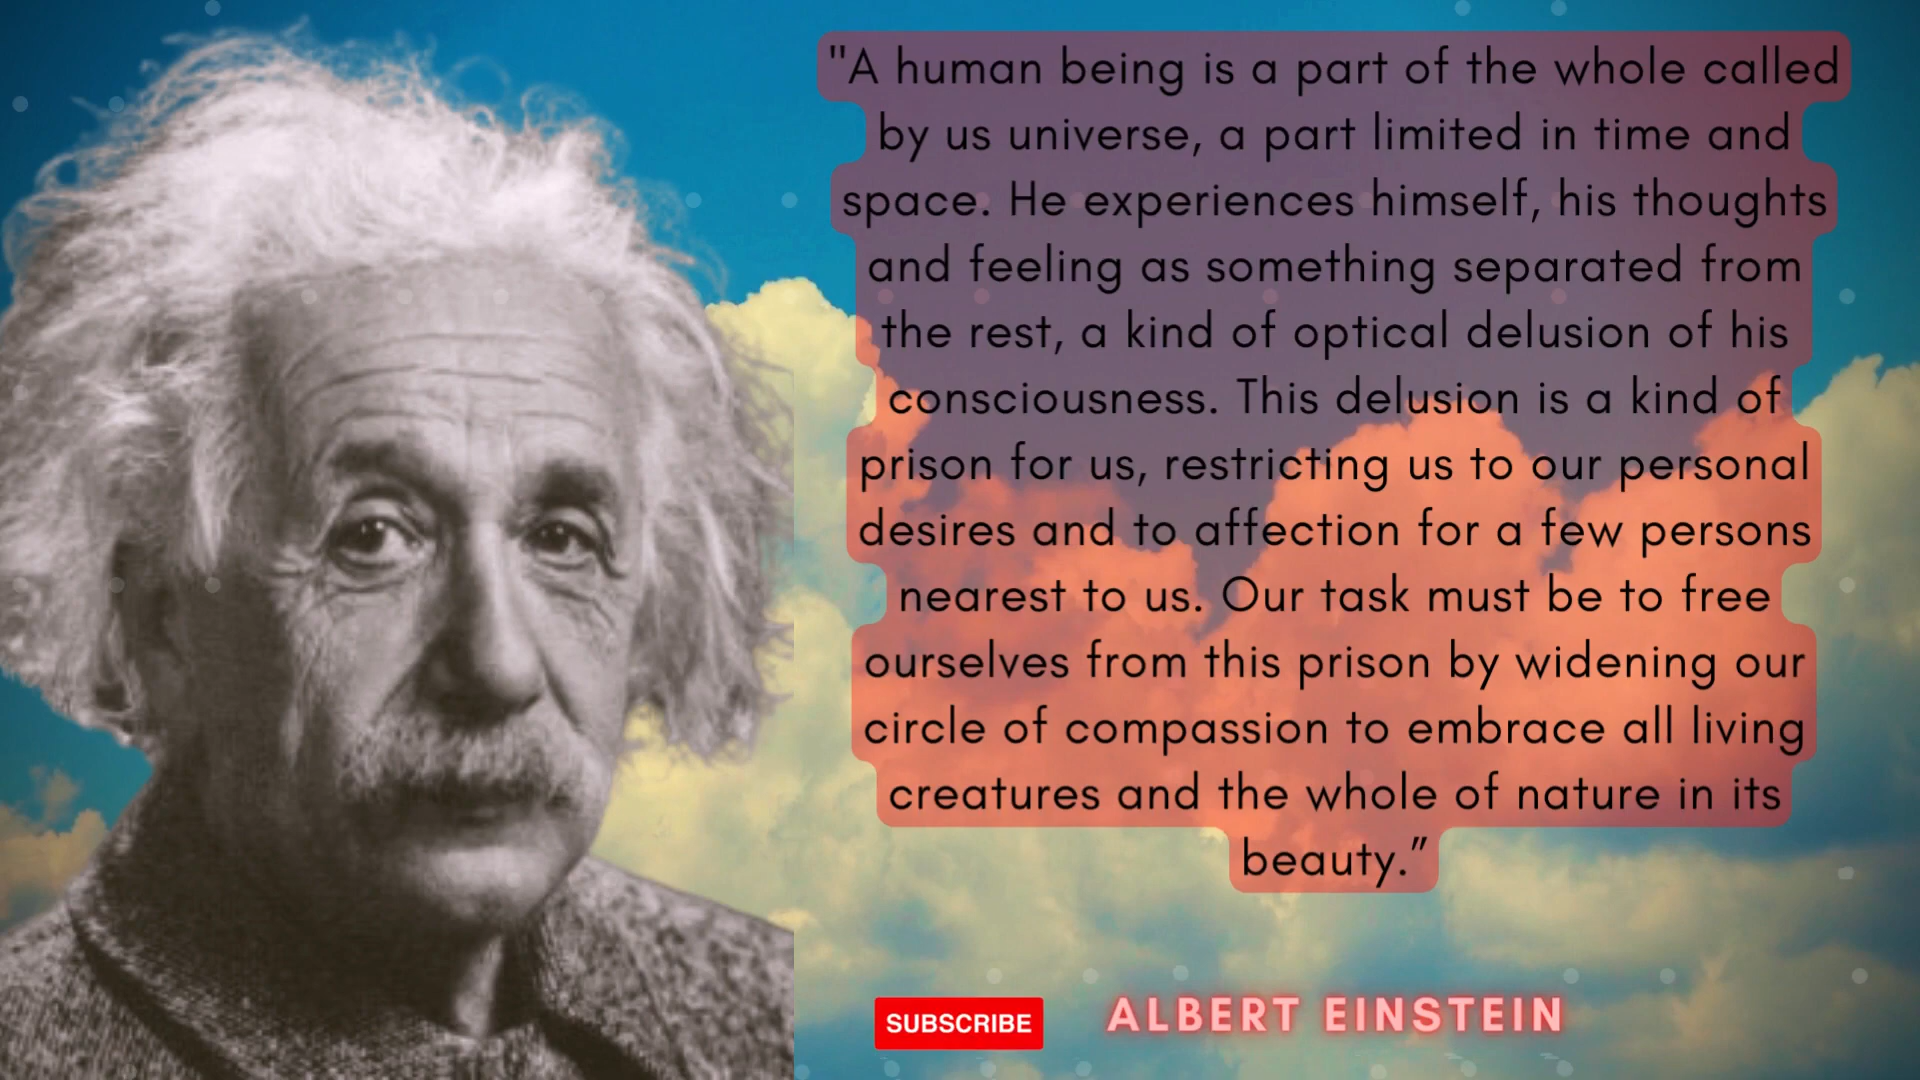 "A human being is a part of the whole called
by us universe, a part limited in time and
space. He experiences himself, his thoughts
and feeling as something separated from
the rest, a kind of optical delusion of his
consciousness. This delusion is a kind of
prison for us, restricting us to our personal
desires and to affection for a few persons
nearest to us. Our task must be to free
ourselves from this prison by widening our
circle of compassion to embrace all living
creatures and the whole of nature in its
beauty.”
SUBSCRIBE
ALBERT EINSTEIN